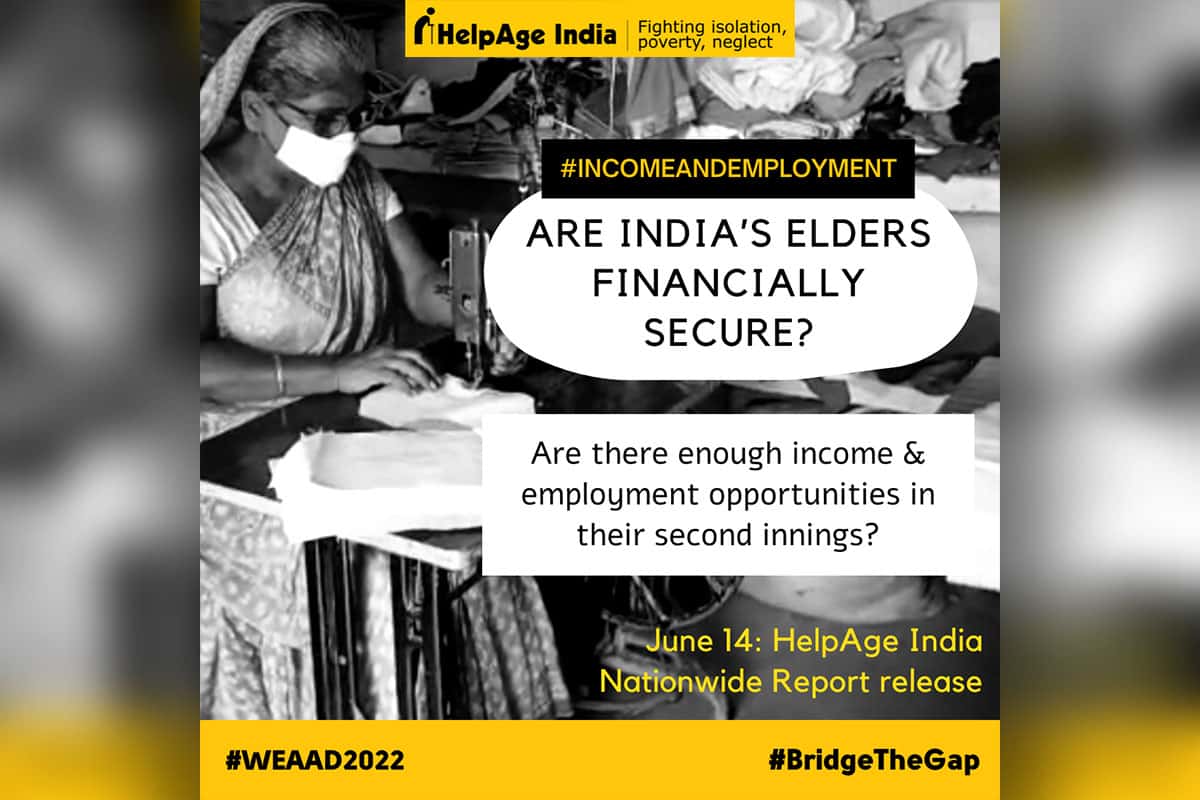 HelpAge India
Fighting isolation,
poverty, neglect
#INCOMEANDEMPLOYMENT
ARE INDIA'S ELDERS
FINANCIALLY
SECURE?
Are there enough income &
employment opportunities in
their second innings?
June 14: HelpAge India
Nationwide Report release
#WEAAD2022
#BridgeTheGap